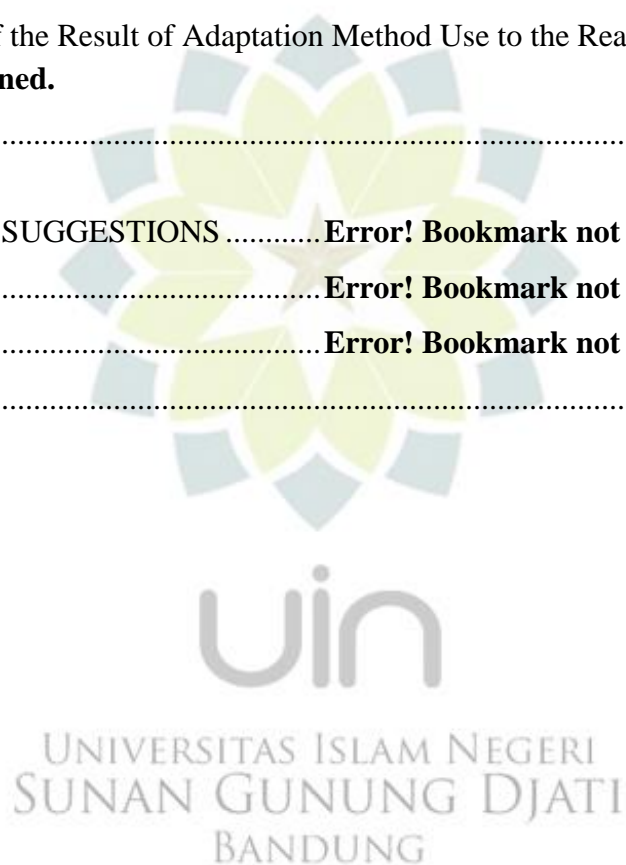 f the Result of Adaptation Method Use to the Rea
ned.
................................................................................
SUGGESTIONS ............Error! Bookmark not
.........................................Error! Bookmark not
.........................................Error! Bookmark not
................................................................................
uin
UNIVERSITAS ISLAM NEGERI
SUNAN GUNUNG DJATI
BANDUNG